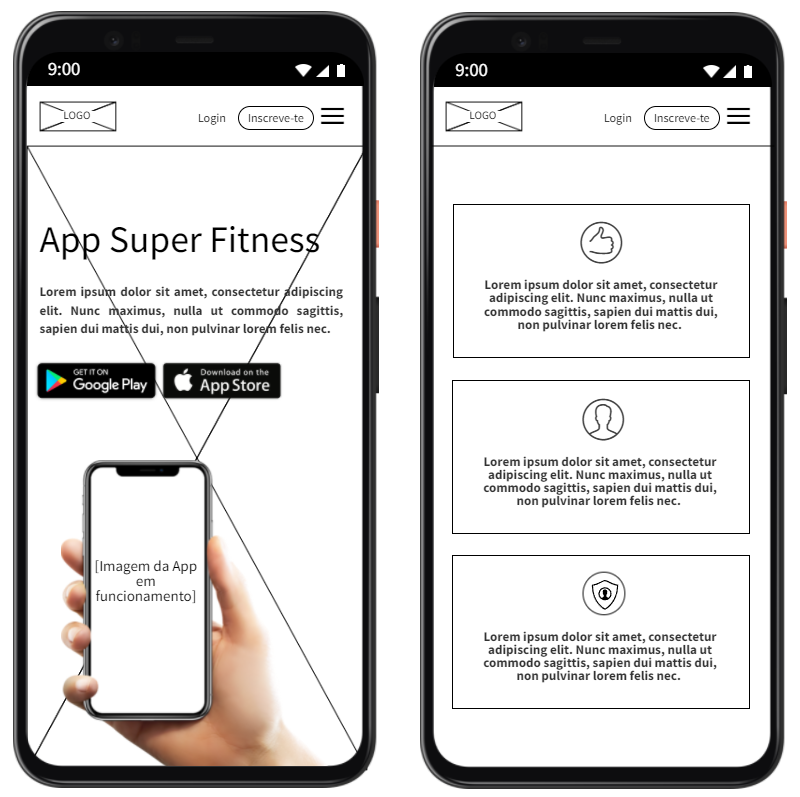 9:00
LOGO
Login
Inscreve-te
App Super Fitness
Lorem ipsum dolor sit amet, consectetur adipiscing
elit. Nunc maximus, nulla ut commodo sagittis,
sapien dui mattis dui, non pulvinar lorem felis nec.
GET IT ON
Google Play
Download on the
App Store
[Imagem da App
em
funcionamento]
9:00
LOGO
Login
Inscreve-te
Lorem ipsum dolor sit amet, consectetur
adipiscing elit. Nunc maximus, nulla ut
commodo sagittis, sapien dui mattis dui,
non pulvinar lorem felis nec.
Lorem ipsum dolor sit amet, consectetur
adipiscing elit. Nunc maximus, nulla ut
commodo sagittis, sapien dui mattis dui,
non pulvinar lorem felis nec.
Lorem ipsum dolor sit amet, consectetur
adipiscing elit. Nunc maximus, nulla ut
commodo sagittis, sapien dui mattis dui,
non pulvinar lorem felis nec.